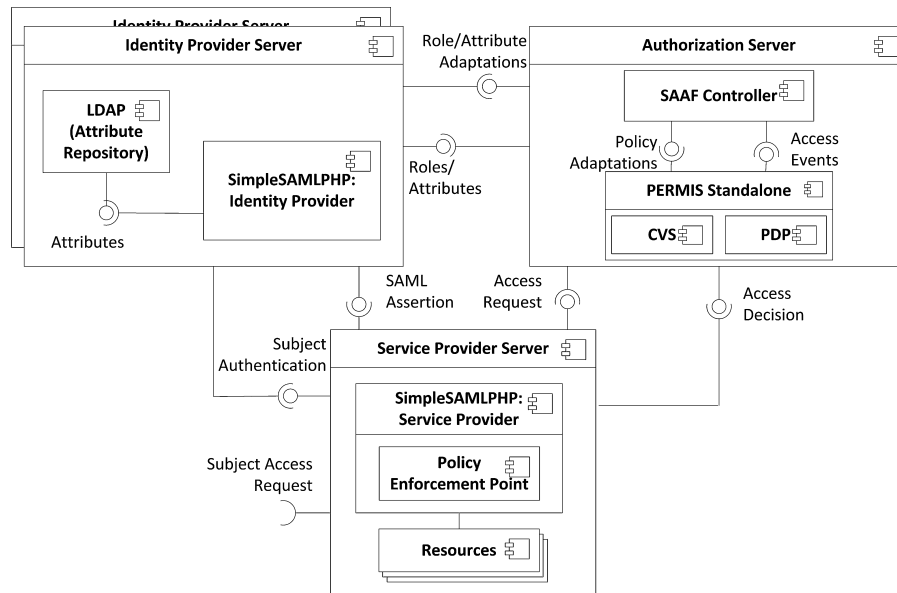 Identity Provider Server
Identity Provider Server
LDAP
(Attribute
Repository)
SimpleSAMLPHP:
Identity Provider
Attributes
Role/Attribute
Adaptations
Roles/
Attributes
Authorization Server
SAAF Controller
Policy
Adaptations
Access
Events
PERMIS Standalone
CVS
PDP
SAML
Assertion
Access
Request
Access
Decision
Subject
Authentication
Service Provider Server
SimpleSAMLPHP:
Service Provider
Policy
Enforcement Point
Subject Access
Request
Resources